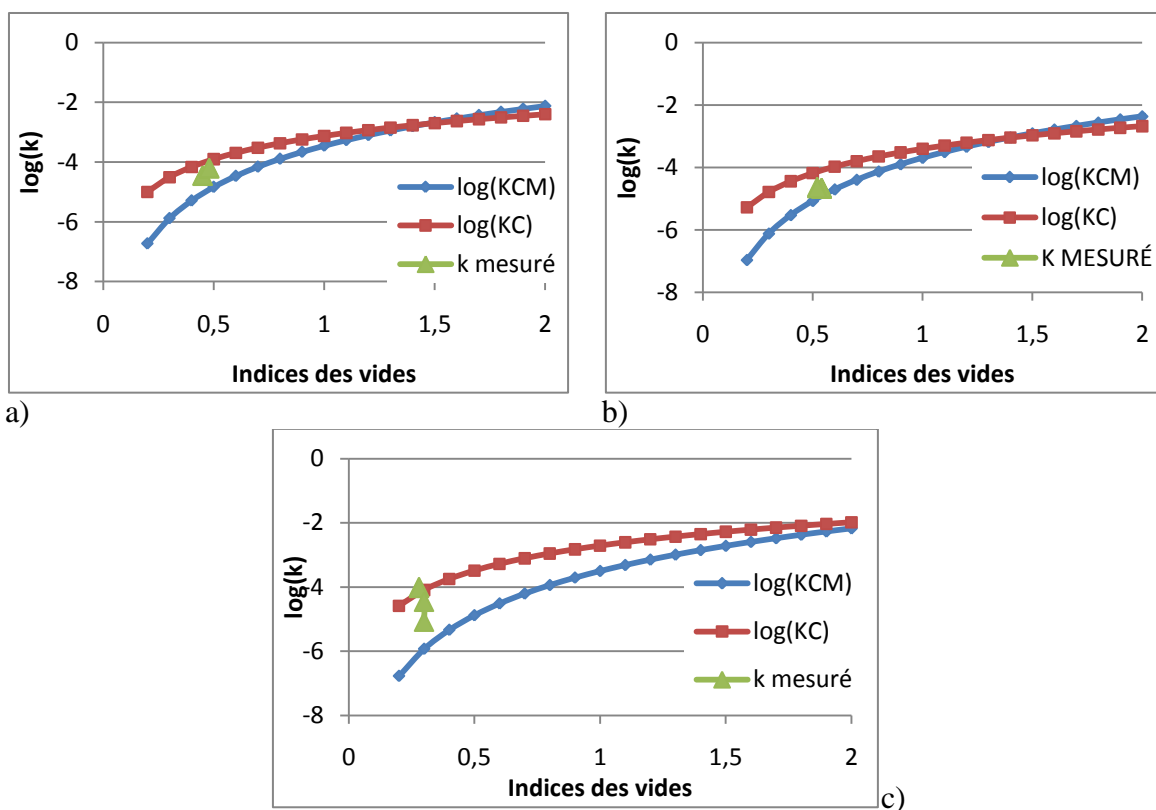 0
-2
-4
-6
-8
log(k)
0 0,5 1 1,5 2
Indices des vides
log(KCM)
log(KC)
k mesuré
a)
0
-2
-4
-6
-8
log(k)
0 0,5 1 1,5 2
Indices des vides
log(KCM)
log(KC)
K MESURÉ
b)
0
-2
-4
-6
-8
log(k)
0 0,5 1 1,5 2
Indices des vides
log(KCM)
log(KC)
k mesuré
c)